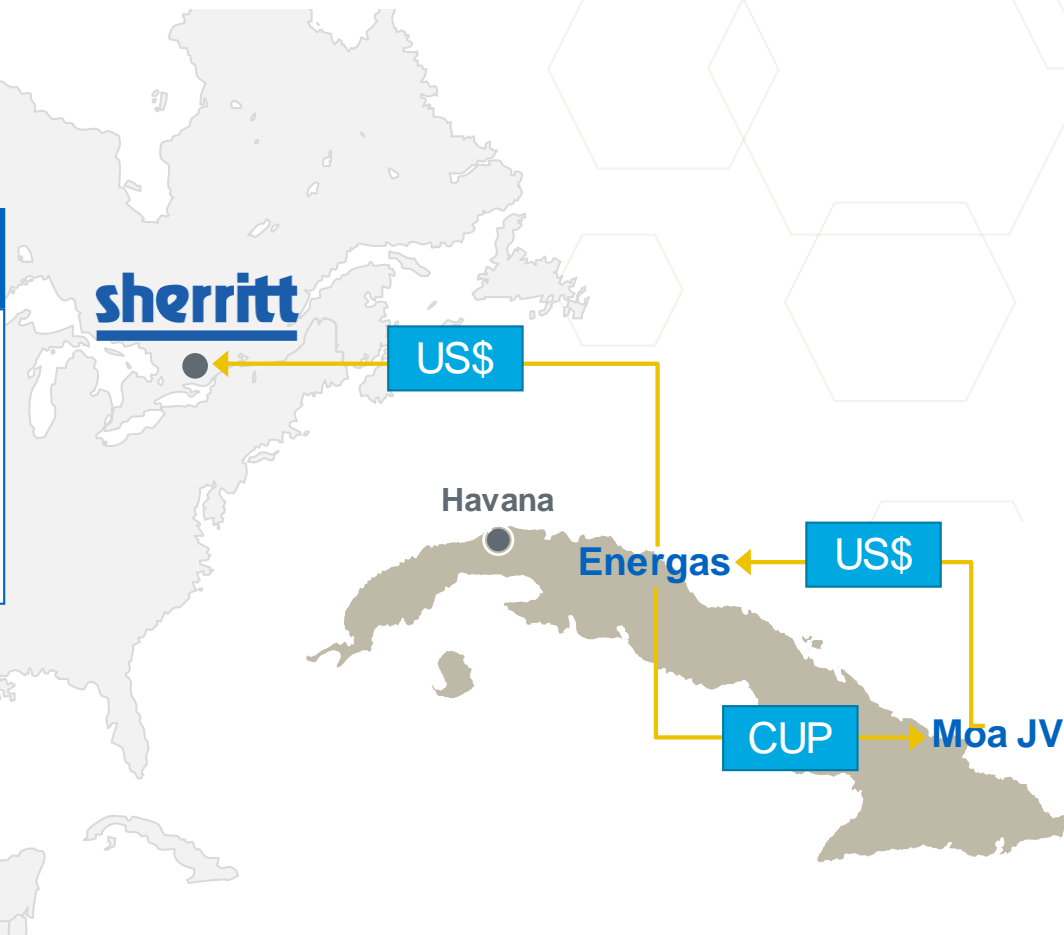 sherritt
US$
Havana
Energas
US$
CUP
Moa JV